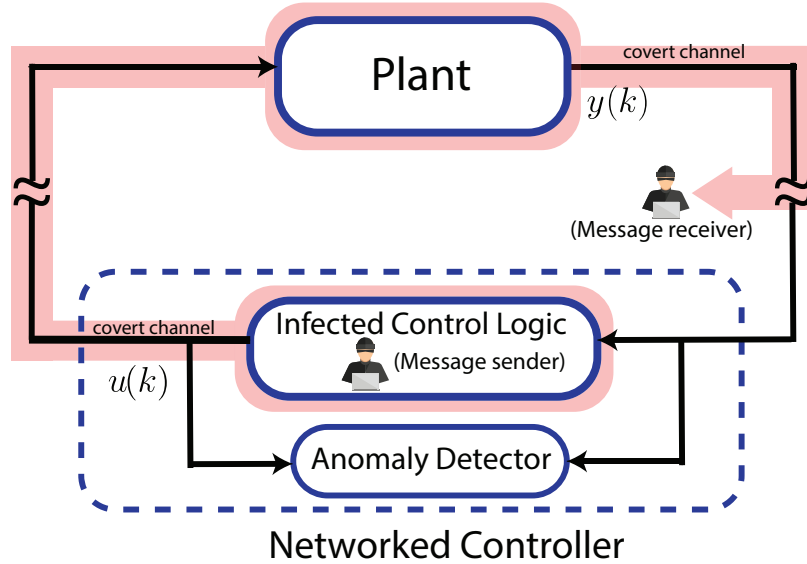 Plant
covert channel
y(k)
(Message receiver)
Infected Control Logic
(Message sender)
covert channel
u(k)
Anomaly Detector
Networked Controller